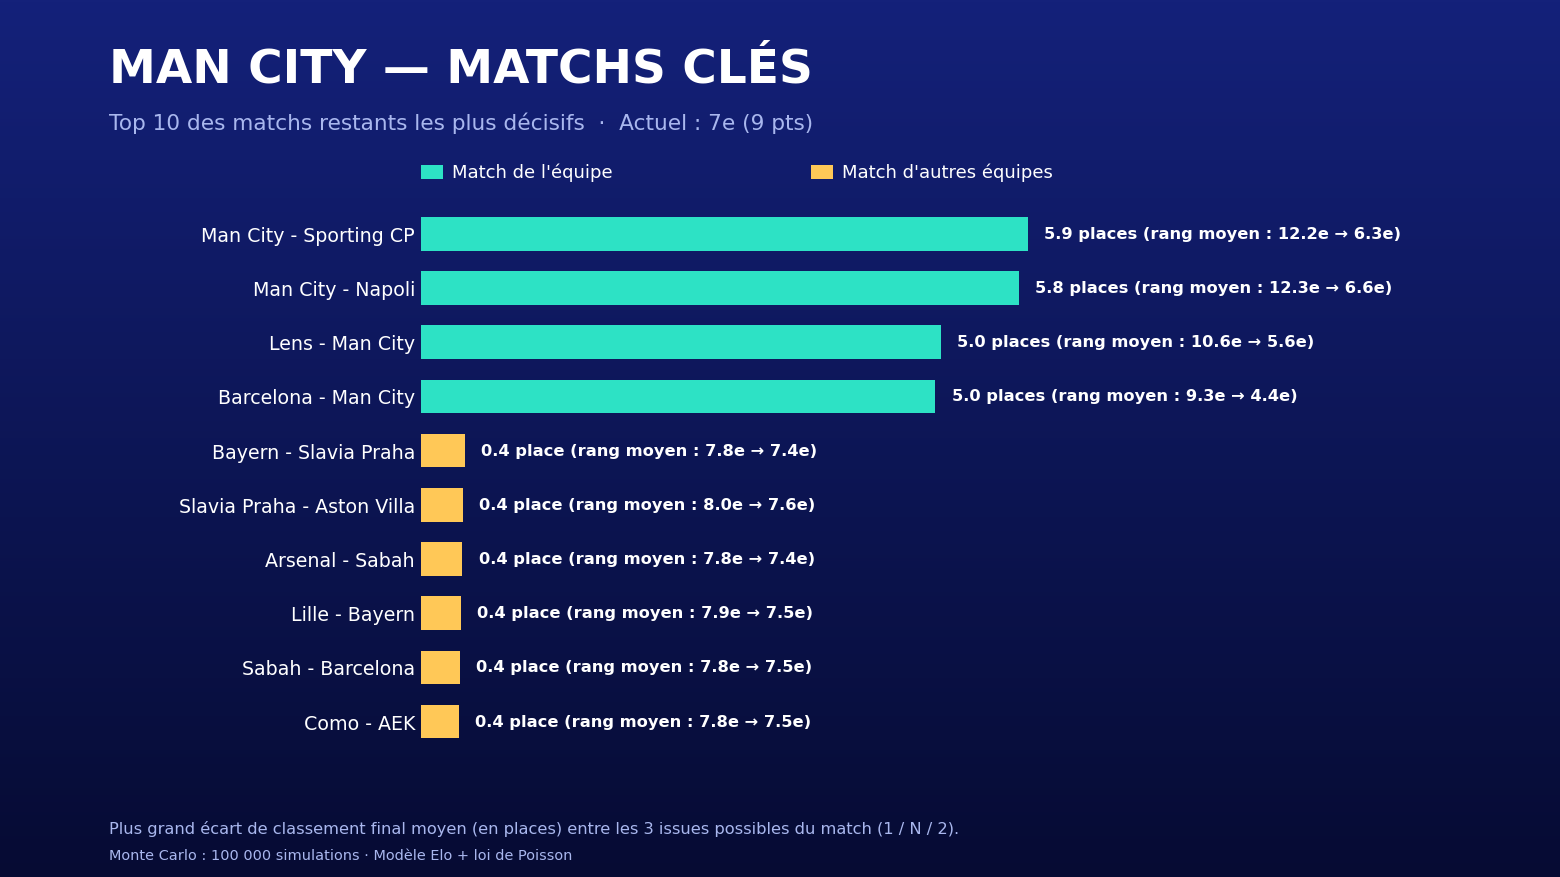 MAN CITY — MATCHS CLÉS
Top 10 des matchs restants les plus décisifs · Actuel : 7e (9 pts)
Match de l'équipe
Match d'autres équipes
Man City - Sporting CP 5.9 places (rang moyen : 12.2e → 6.3e)
Man City - Napoli 5.8 places (rang moyen : 12.3e → 6.6e)
Lens - Man City 5.0 places (rang moyen : 10.6e → 5.6e)
Barcelona - Man City 5.0 places (rang moyen : 9.3e → 4.4e)
Bayern - Slavia Praha 0.4 place (rang moyen : 7.8e → 7.4e)
Slavia Praha - Aston Villa 0.4 place (rang moyen : 8.0e → 7.6e)
Arsenal - Sabah 0.4 place (rang moyen : 7.8e → 7.4e)
Lille - Bayern 0.4 place (rang moyen : 7.9e → 7.5e)
Sabah - Barcelona 0.4 place (rang moyen : 7.8e → 7.5e)
Como - AEK 0.4 place (rang moyen : 7.8e → 7.5e)
Plus grand écart de classement final moyen (en places) entre les 3 issues possibles du match (1 / N / 2).
Monte Carlo : 100 000 simulations · Modèle Elo + loi de Poisson